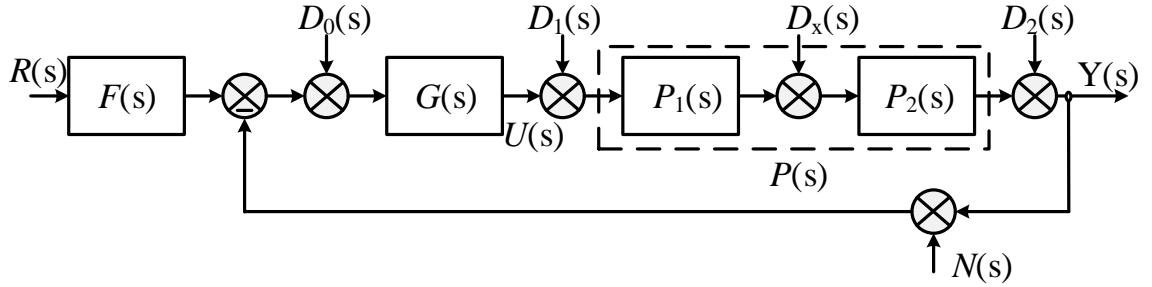 D₀(s) D₁(s) Dₓ(s) D₂(s)
R(s) F(s) G(s) P₁(s) P₂(s) Y(s)
U(s)
P(s)
N(s)